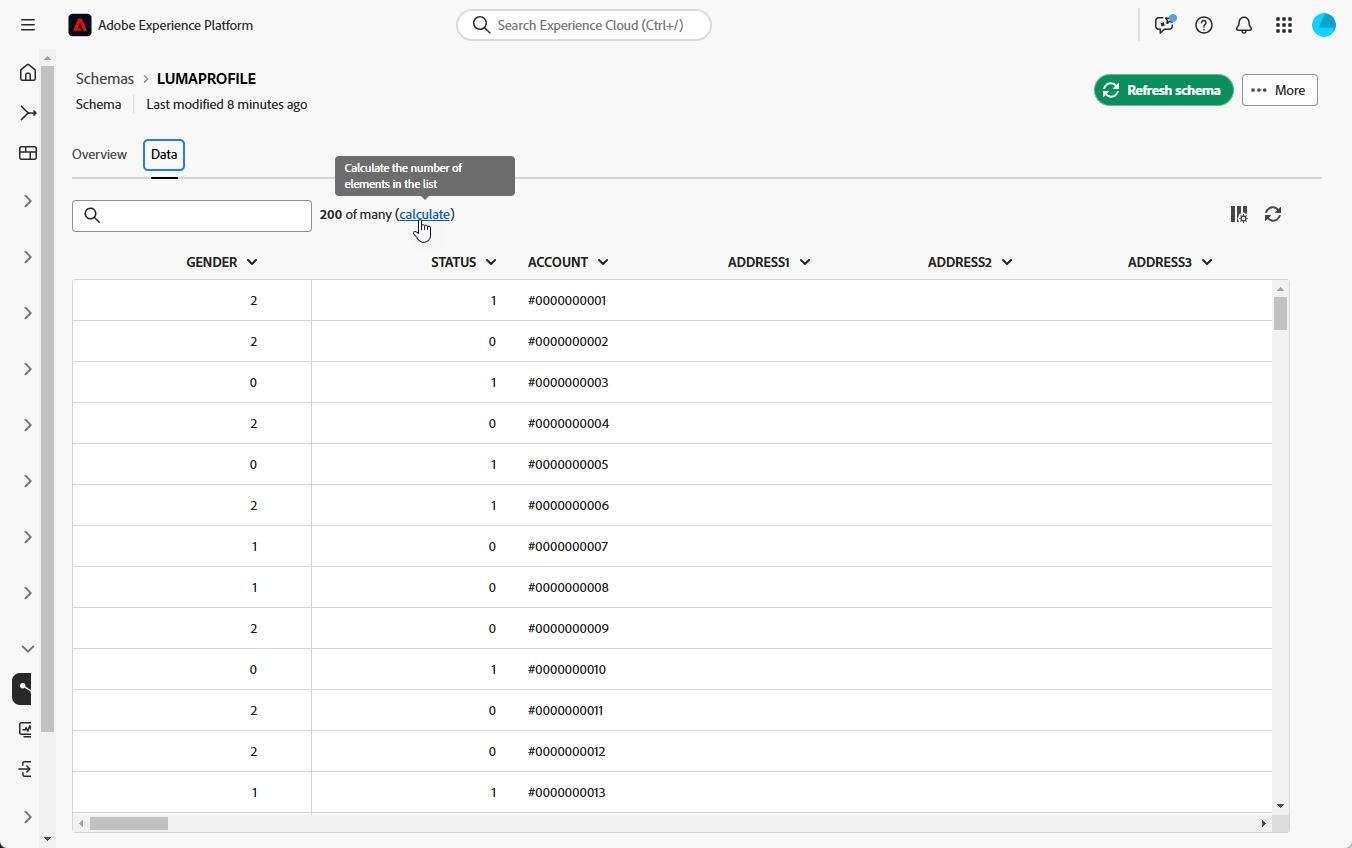 Adobe Experience Platform
Search Experience Cloud (Ctrl+/)
Schemas > LUMAPROFILE
Schema Last modified 8 minutes ago
Refresh schema
More
Overview Data
Calculate the number of
elements in the list
200 of many (calculate)
GENDER STATUS ACCOUNT ADDRESS1 ADDRESS2 ADDRESS3
2 1 #0000000001
2 0 #0000000002
0 1 #0000000003
2 0 #0000000004
0 1 #0000000005
2 1 #0000000006
1 0 #0000000007
1 0 #0000000008
2 0 #0000000009
0 1 #0000000010
2 0 #0000000011
2 0 #0000000012
1 1 #0000000013